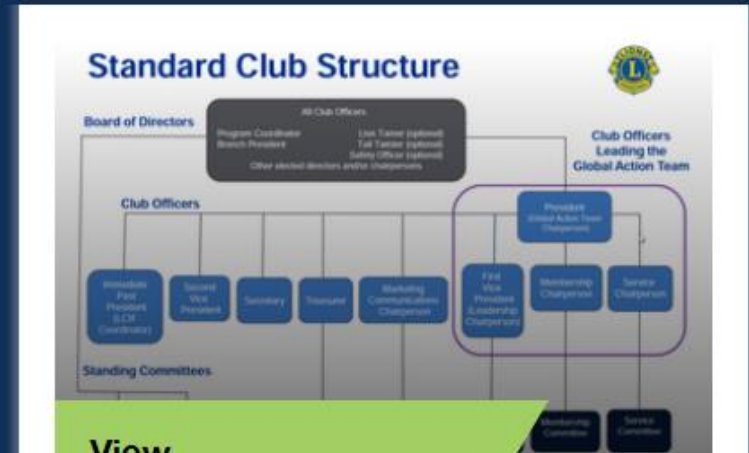 Standard Club Structure
LIONS
L
Board of Directors
All Club Officers
Program Coordinator
Branch President
Lion Tamer (optional)
Tail Twister (optional)
Safety Officer (optional)
Other elected directors and/or chairpersons
Club Officers
Leading the
Global Action Team
Club Officers
President
(Global Action Team
Chairperson)
Immediate
Past
President
(LCIF
Coordinator)
Second
Vice
President
Secretary
Treasurer
Marketing
Communications
Chairperson
First
Vice
President
(Leadership
Chairperson)
Membership
Chairperson
Service
Chairperson
Standing Committees
Membership
Committee
Service
Committee
View